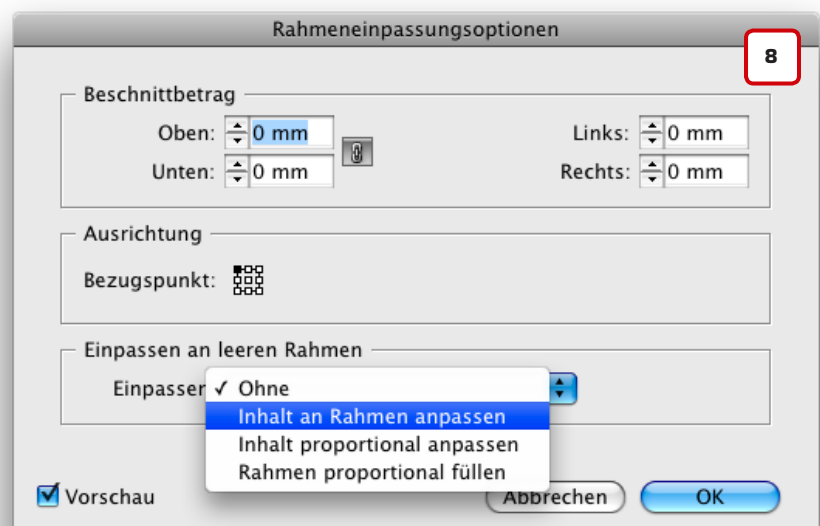 Rahmeneinpassungsoptionen
8
Beschnittbetrag
Oben: 0 mm Links: 0 mm
Unten: 0 mm Rechts: 0 mm
Ausrichtung
Bezugspunkt:
Einpassen an leeren Rahmen
Einpassen ✓ Ohne
Inhalt an Rahmen anpassen
Inhalt proportional anpassen
Rahmen proportional füllen
Vorschau Abbrechen OK